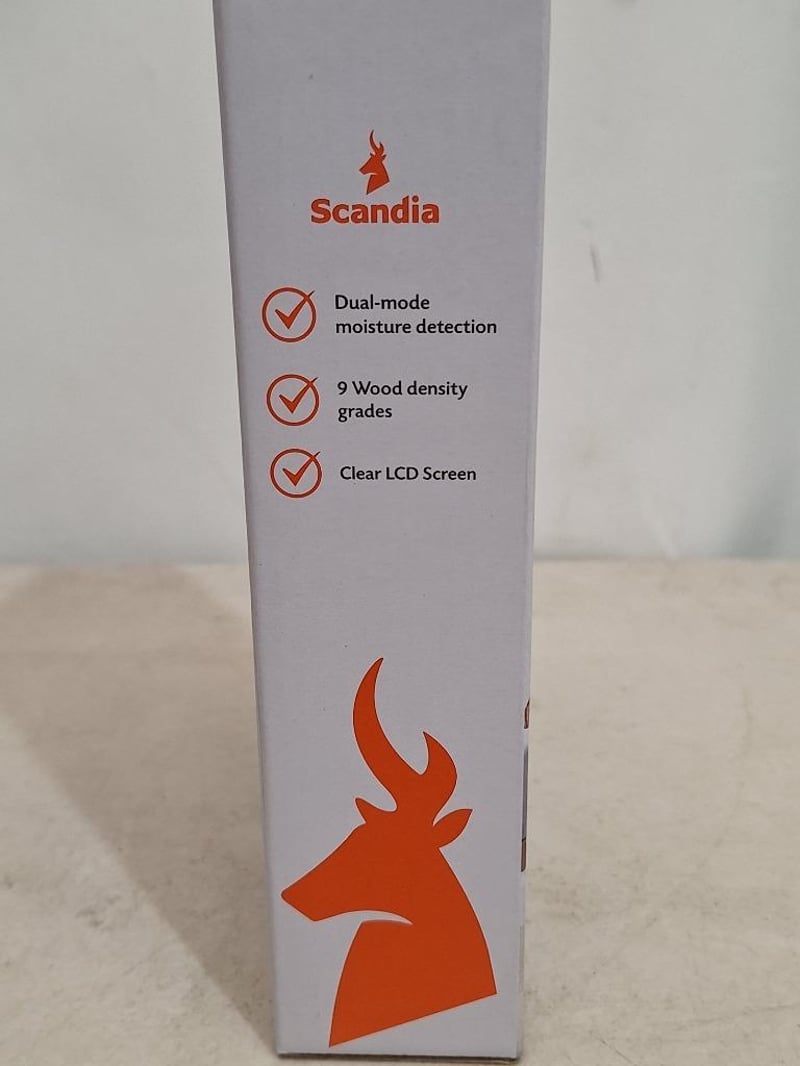 Scandia
Dual-mode
moisture detection
9 Wood density
grades
Clear LCD Screen